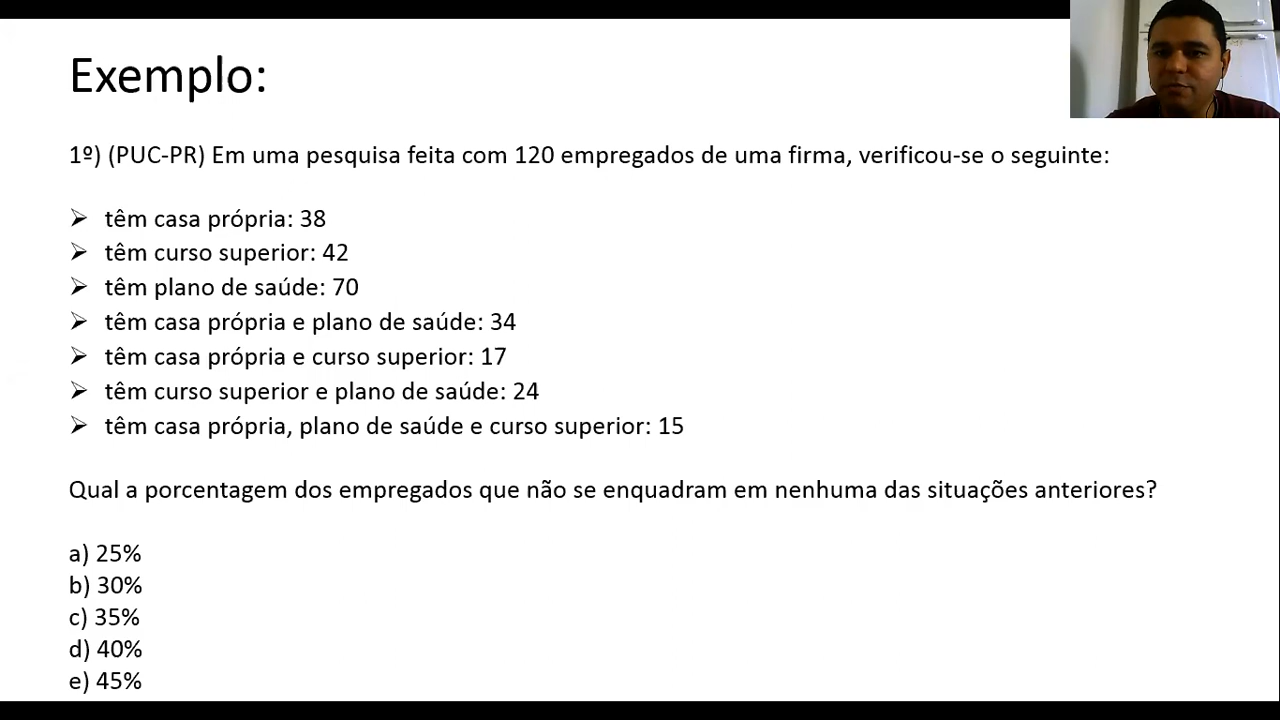 Exemplo:
1º) (PUC-PR) Em uma pesquisa feita com 120 empregados de uma firma, verificou-se o seguinte:
➢ têm casa própria: 38
➢ têm curso superior: 42
➢ têm plano de saúde: 70
➢ têm casa própria e plano de saúde: 34
➢ têm casa própria e curso superior: 17
➢ têm curso superior e plano de saúde: 24
➢ têm casa própria, plano de saúde e curso superior: 15
Qual a porcentagem dos empregados que não se enquadram em nenhuma das situações anteriores?
a) 25%
b) 30%
c) 35%
d) 40%
e) 45%